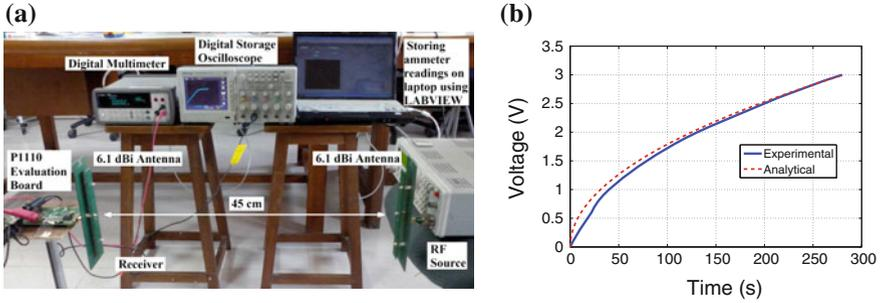 (a)
Digital Multimeter
Digital Storage
Oscilloscope
Storing
ammeter
readings on
laptop using
LABVIEW
P1110
Evaluation
Board
6.1 dBi Antenna
6.1 dBi Antenna
45 cm
Receiver
RF
Source
(b)
Voltage (V)
3.5
3
2.5
2
1.5
1
0.5
0
Experimental
Analytical
0 50 100 150 200 250 300
Time (s)